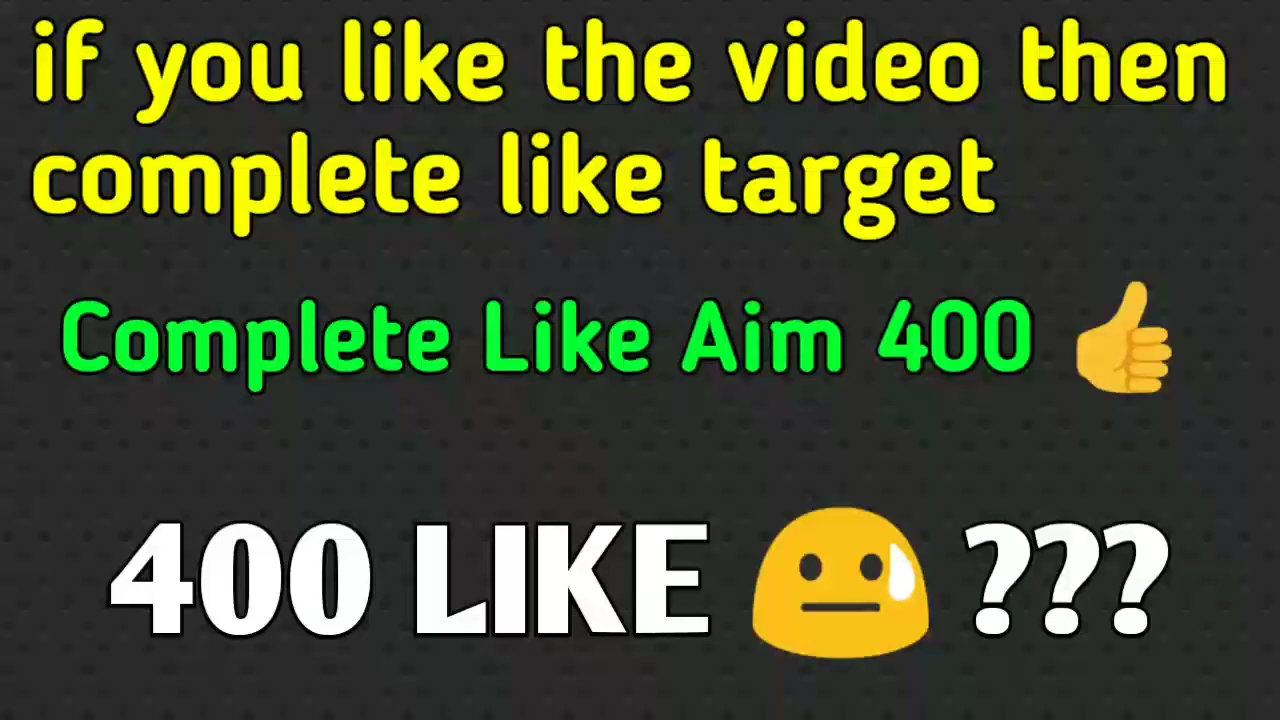 if you like the video then
complete like target
Complete Like Aim 400 👍
400 LIKE 😓 ???